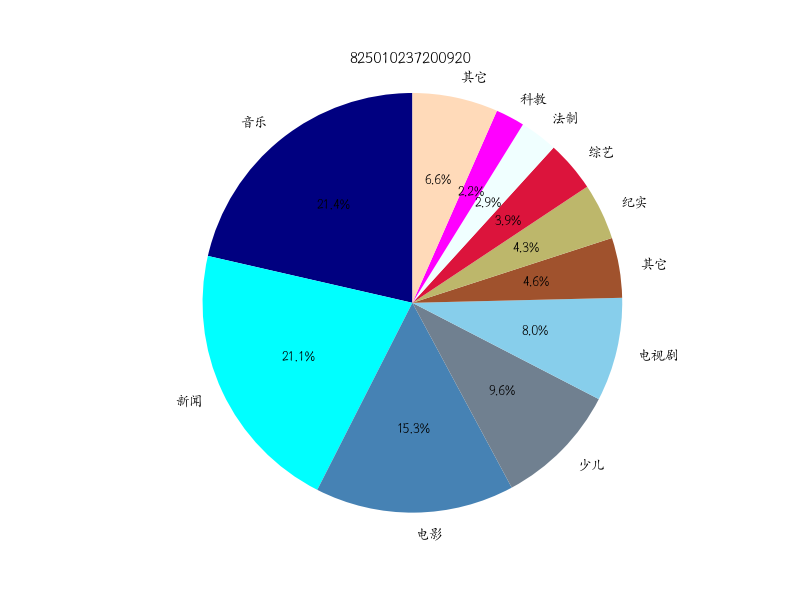 825010237200920
其它
科教
音乐
法制
综艺
6.6%
2.2%
纪实
2.9%
21.4%
3.9%
4.3%
其它
4.6%
8.0%
电视剧
21.1%
9.6%
新闻
15.3%
少儿
电影